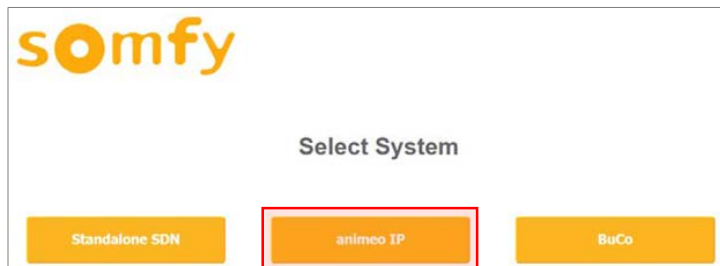 somfy
Select System
Standalone SDN
animeo IP
BuCo